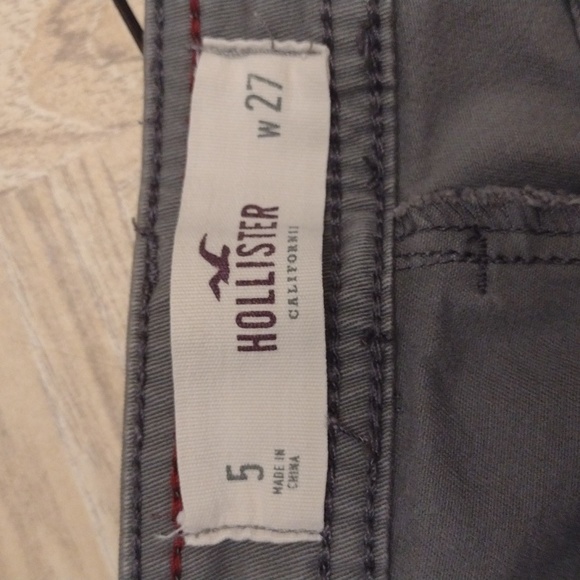 5
MADE IN
CHINA
HOLLISTER
CALIFORNIA
W 27